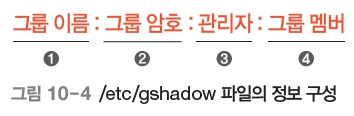 그룹 이름 : 그룹 암호 : 관리자 : 그룹 멤버
❶ ❷ ❸ ❹
그림 10-4 /etc/gshadow 파일의 정보 구성